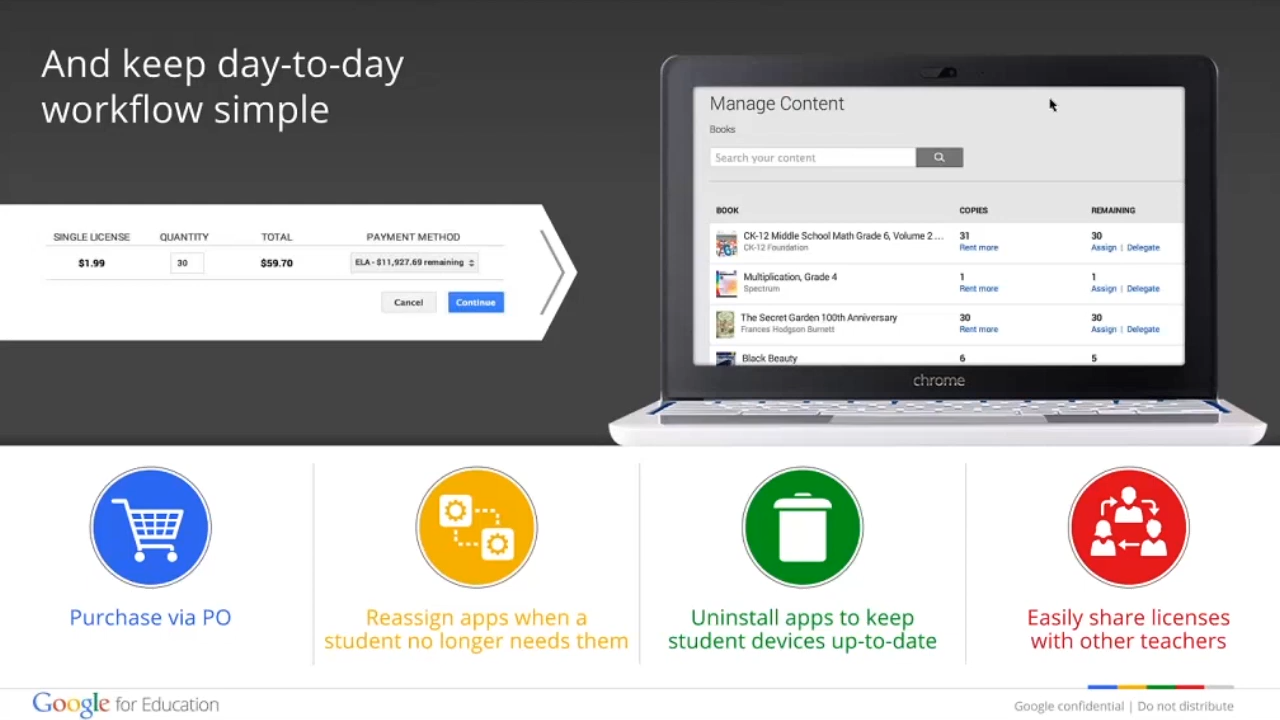 And keep day-to-day
workflow simple
SINGLE LICENSE QUANTITY TOTAL PAYMENT METHOD
$1.99 30 $59.70 ELA - $11,927.69 remaining
Cancel Continue
Manage Content
Books
Search your content
BOOK COPIES REMAINING
CK-12 Middle School Math Grade 6, Volume 2 ... 31 30
CK-12 Foundation Rent more Assign | Delegate
Multiplication, Grade 4 1 1
Spectrum Rent more Assign | Delegate
The Secret Garden 100th Anniversary 30 30
Frances Hodgson Burnett Rent more Assign | Delegate
Black Beauty 6 5
chrome
Purchase via PO
Reassign apps when a
student no longer needs them
Uninstall apps to keep
student devices up-to-date
Easily share licenses
with other teachers
Google for Education
Google confidential | Do not distribute